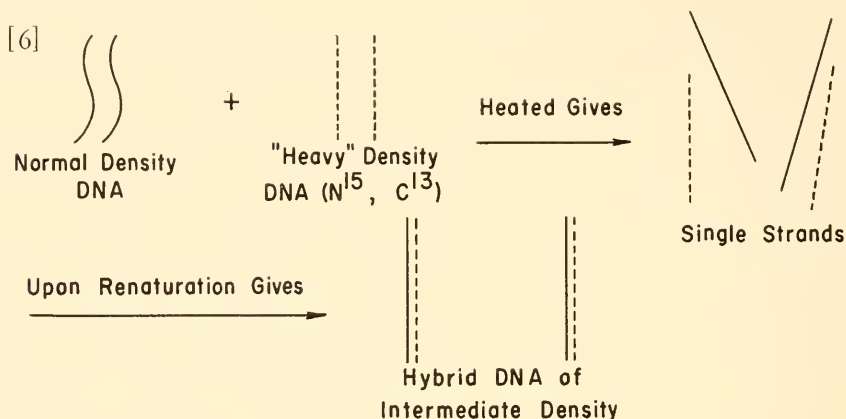 [6]
+
Normal Density
DNA
"Heavy" Density
DNA (N¹⁵, C¹³)
Heated Gives
Single Strands
Upon Renaturation Gives
Hybrid DNA of
Intermediate Density